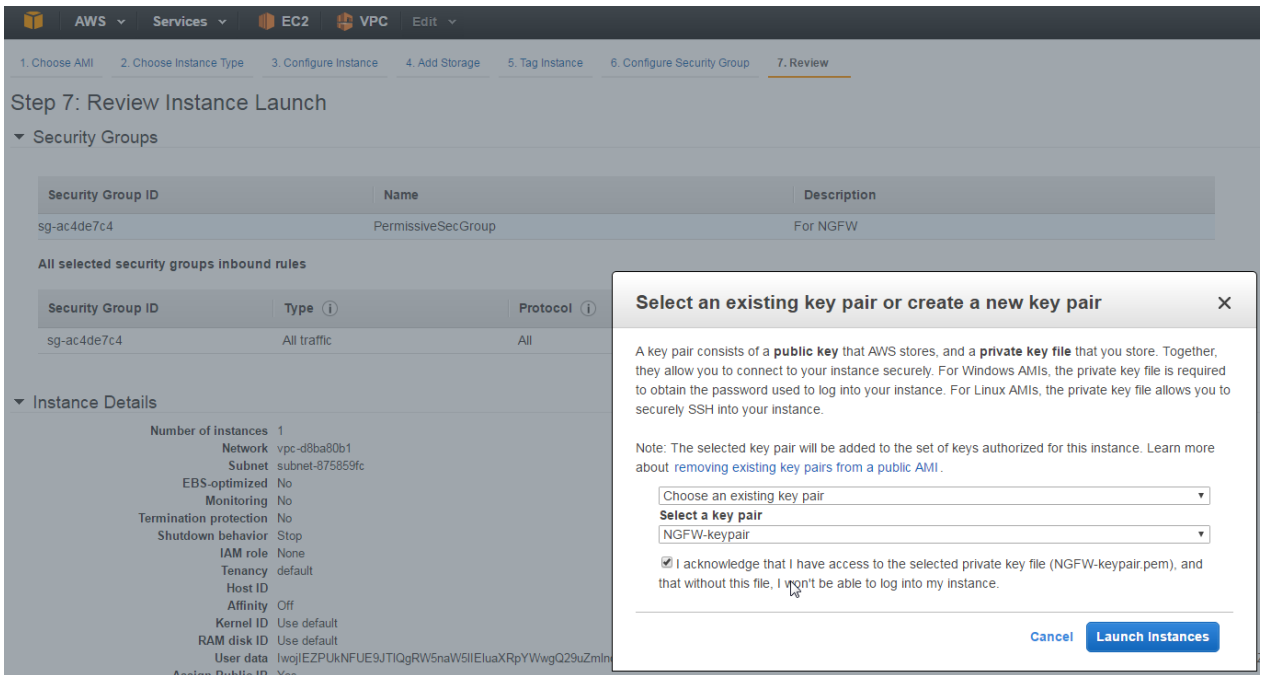 AWS Services EC2 VPC Edit
1. Choose AMI 2. Choose Instance Type 3. Configure Instance 4. Add Storage 5. Tag Instance 6. Configure Security Group 7. Review
Step 7: Review Instance Launch
Security Groups
Security Group ID Name Description
sg-ac4de7c4 PermissiveSecGroup For NGFW
All selected security groups inbound rules
Security Group ID Type i Protocol i
sg-ac4de7c4 All traffic All
Instance Details
Number of instances 1
Network vpc-d8ba80b1
Subnet subnet-875859fc
EBS-optimized No
Monitoring No
Termination protection No
Shutdown behavior Stop
IAM role None
Tenancy default
Host ID
Affinity Off
Kernel ID Use default
RAM disk ID Use default
User data
Assign Public IP Yes
Select an existing key pair or create a new key pair
A key pair consists of a public key that AWS stores, and a private key file that you store. Together,
they allow you to connect to your instance securely. For Windows AMIs, the private key file is required
to obtain the password used to log into your instance. For Linux AMIs, the private key file allows you to
securely SSH into your instance.
Note: The selected key pair will be added to the set of keys authorized for this instance. Learn more
about removing existing key pairs from a public AMI.
Choose an existing key pair
Select a key pair
NGFW-keypair
I acknowledge that I have access to the selected private key file (NGFW-keypair.pem), and
that without this file, I won't be able to log into my instance.
Cancel Launch Instances